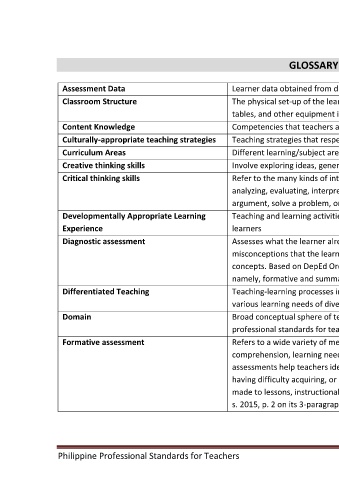 GLOSSARY
Assessment Data Learner data obtained from d
Classroom Structure The physical set-up of the lear
tables, and other equipment i
Content Knowledge Competencies that teachers a
Culturally-appropriate teaching strategies Teaching strategies that respe
Curriculum Areas Different learning/subject are
Creative thinking skills Involve exploring ideas, gener
Critical thinking skills Refer to the many kinds of int
analyzing, evaluating, interpre
argument, solve a problem, or
Developmentally Appropriate Learning Teaching and learning activitie
Experience learners
Diagnostic assessment Assesses what the learner alre
misconceptions that the learn
concepts. Based on DepEd Or
namely, formative and summa
Differentiated Teaching Teaching-learning processes in
various learning needs of dive
Domain Broad conceptual sphere of te
professional standards for tea
Formative assessment Refers to a wide variety of me
comprehension, learning need
assessments help teachers ide
having difficulty acquiring, or
made to lessons, instructional
s. 2015, p. 2 on its 3-paragrap
Philippine Professional Standards for Teachers